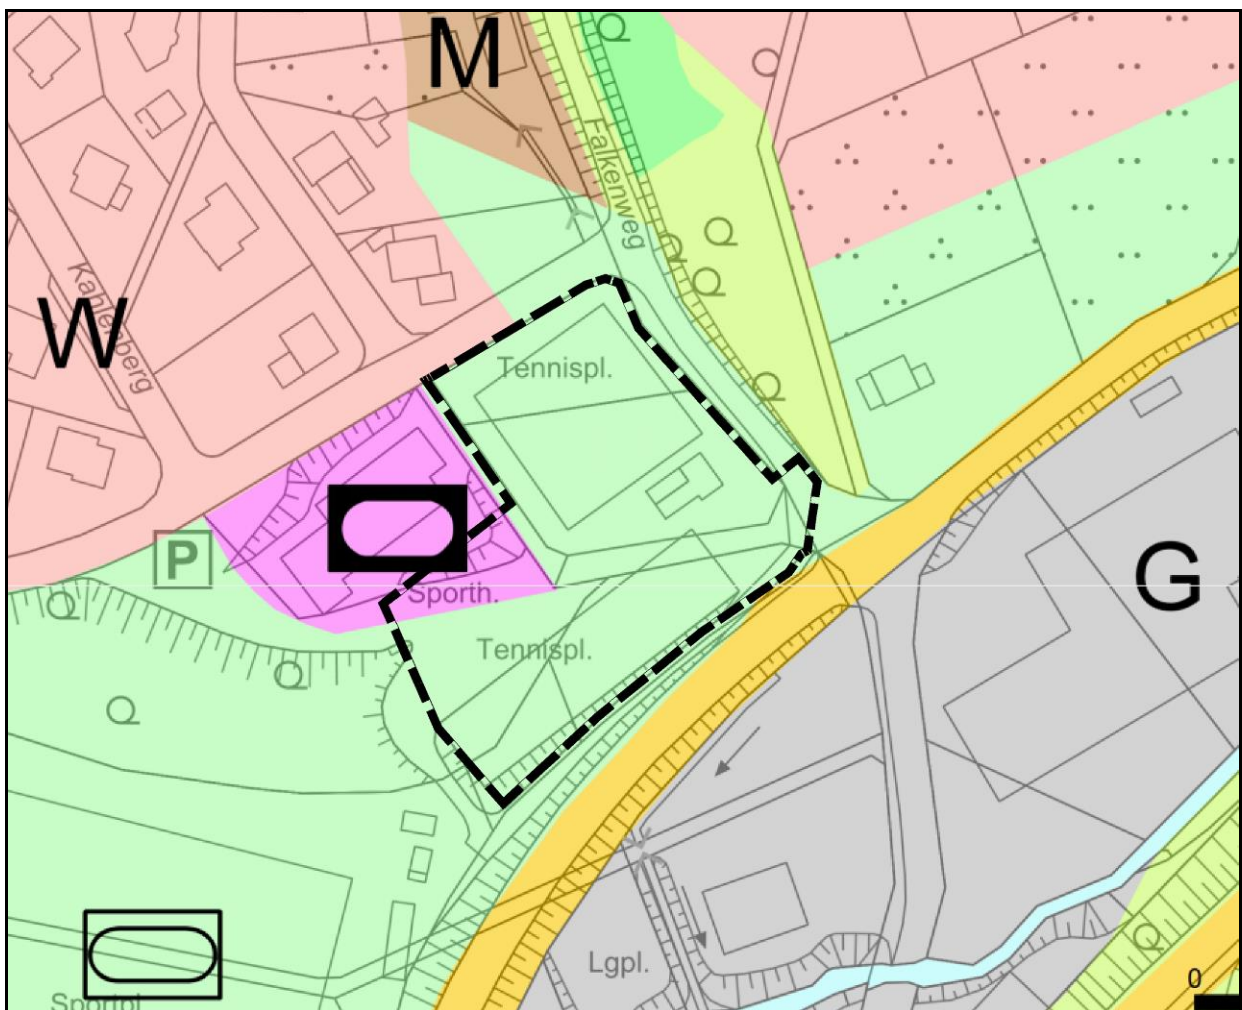 M
Falkenweg
W
Kahlenberg
Tennispl.
P
Sporth.
G
Tennispl.
Lgpl.
Sportpl.
0